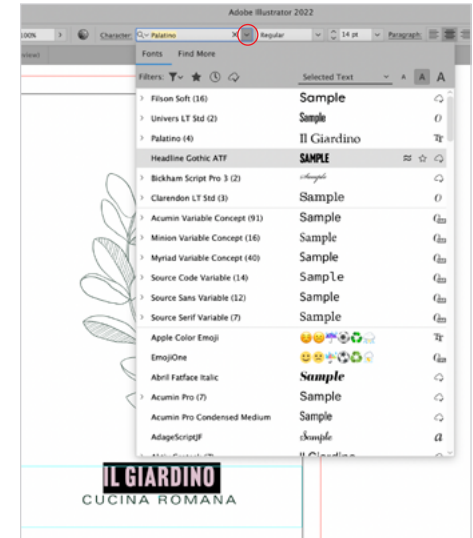 Adobe Illustrator 2022
100% Character: Palatino Regular 14 pt Paragraph:
Fonts Find More
Filters: Selected Text A A A
Filson Soft (16) Sample
Univers LT Std (2) Sample
Palatino (4) Il Giardino
Headline Gothic ATF SAMPLE
Bickham Script Pro 3 (2) Sample
Clarendon LT Std (3) Sample
Acumin Variable Concept (91) Sample
Minion Variable Concept (16) Sample
Myriad Variable Concept (40) Sample
Source Code Variable (14) Sample
Source Sans Variable (12) Sample
Source Serif Variable (7) Sample
Apple Color Emoji
EmojiOne
Abril Fatface Italic Sample
Acumin Pro (7) Sample
Acumin Pro Condensed Medium Sample
AdageScriptJF Sample
Il Giardino
IL GIARDINO
CUCINA ROMANA